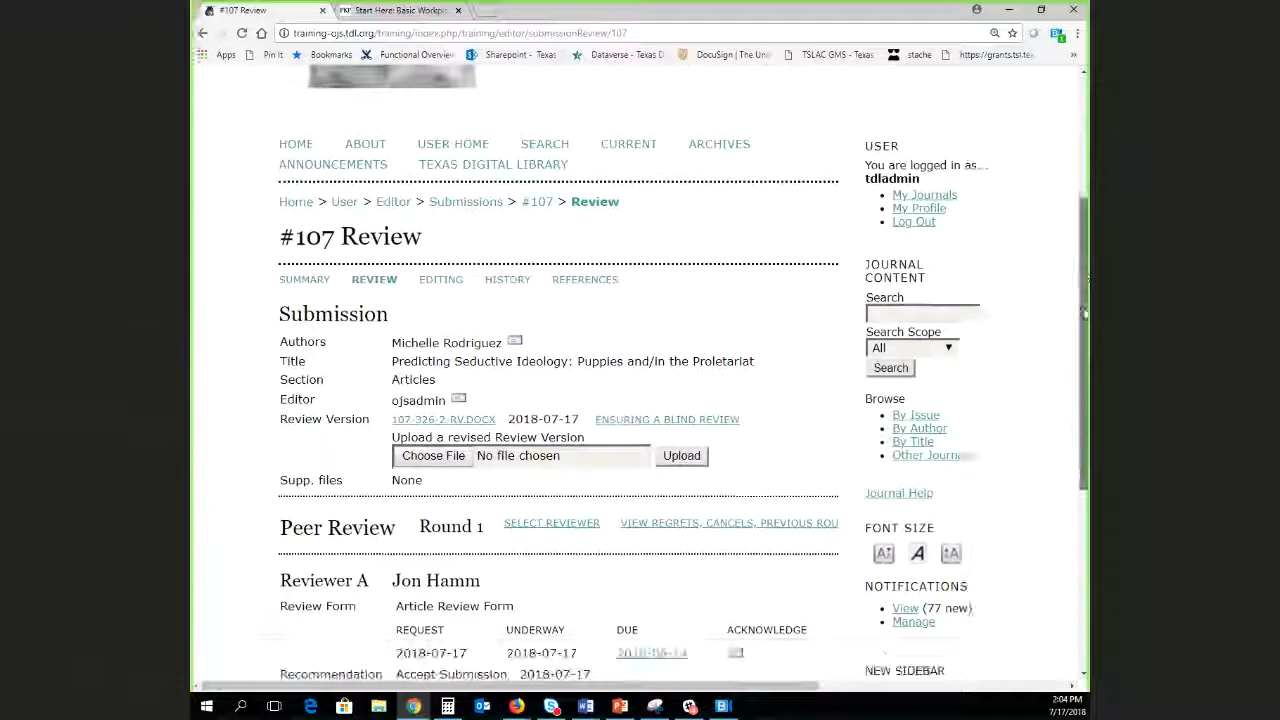 #107 Review
PKP Start Here: Basic Workpla
training-ojs.tdl.org/training/index.php/training/editor/submissionReview/107
Apps Pin It Bookmarks Functional Overview Sharepoint - Texas Dataverse - Texas D DocuSign | The Uni TSLAC GMS - Texas stache https://grants.tsl.tex
HOME ABOUT USER HOME SEARCH CURRENT ARCHIVES
ANNOUNCEMENTS TEXAS DIGITAL LIBRARY
Home > User > Editor > Submissions > #107 > Review
#107 Review
SUMMARY REVIEW EDITING HISTORY REFERENCES
Submission
Authors Michelle Rodriguez
Title Predicting Seductive Ideology: Puppies and/in the Proletariat
Section Articles
Editor ojsadmin
Review Version 107-326-2-RV.DOCX 2018-07-17 ENSURING A BLIND REVIEW
Upload a revised Review Version
Choose File No file chosen Upload
Supp. files None
Peer Review Round 1 SELECT REVIEWER VIEW REGRETS, CANCELS, PREVIOUS ROU
Reviewer A Jon Hamm
Review Form Article Review Form
REQUEST UNDERWAY DUE ACKNOWLEDGE
2018-07-17 2018-07-17
Recommendation Accept Submission 2018-07-17
USER
You are logged in as...
tdladmin
My Journals
My Profile
Log Out
JOURNAL
CONTENT
Search
Search Scope
All
Search
Browse
By Issue
By Author
By Title
Other Journa
Journal Help
FONT SIZE
NOTIFICATIONS
View (77 new)
Manage
NEW SIDEBAR
2:04 PM
7/17/2018